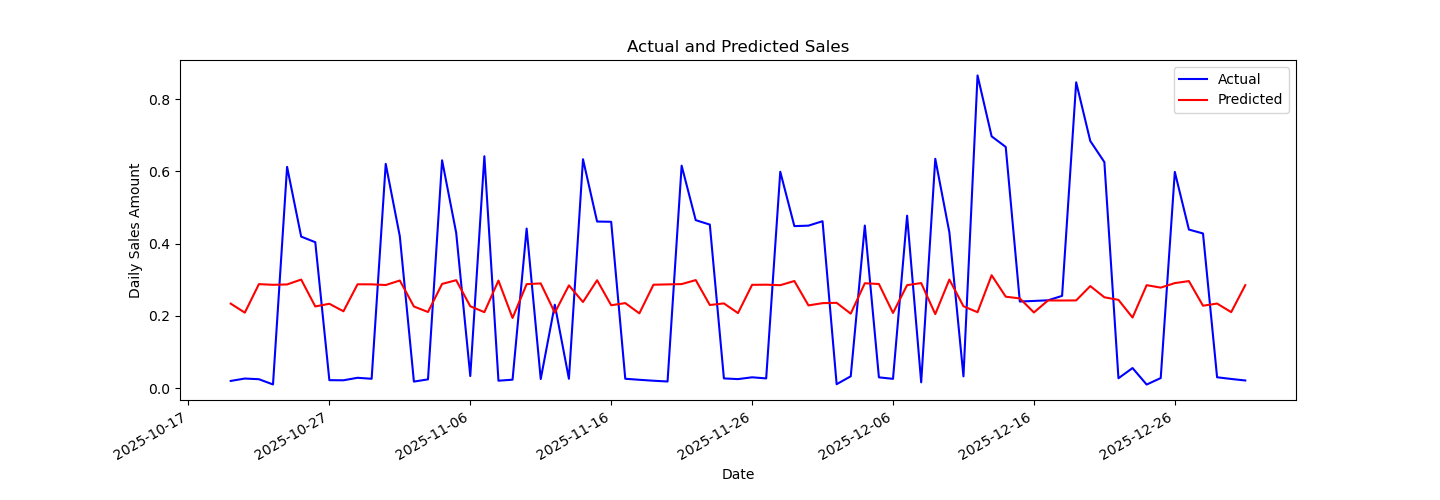 Actual and Predicted Sales
Actual
Predicted
Daily Sales Amount
0.8
0.6
0.4
0.2
0.0
2025-10-17
2025-10-27
2025-11-06
2025-11-16
2025-11-26
2025-12-06
2025-12-16
2025-12-26
Date